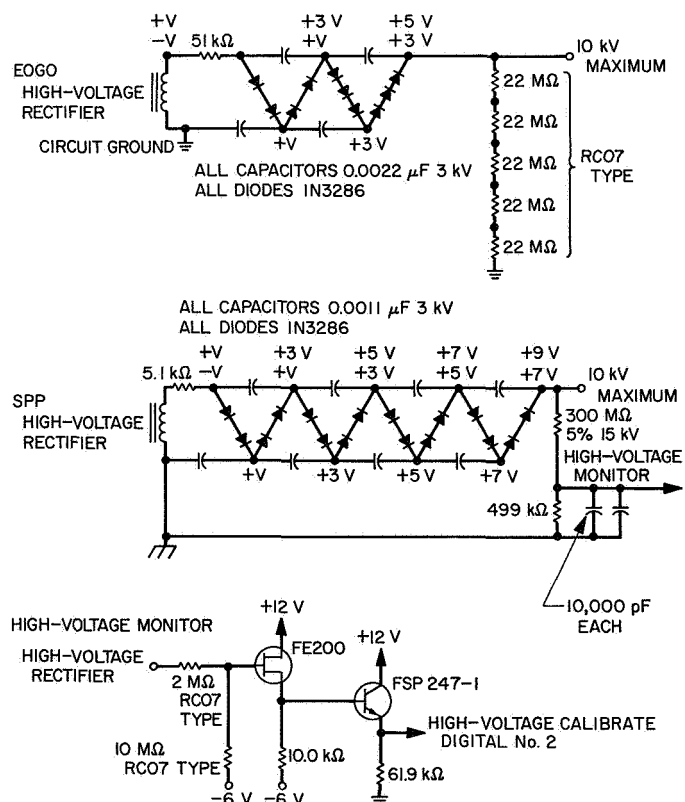 +V
–V
51 kΩ
+3 V
+V
+5 V
+3 V
10 kV
MAXIMUM
EOGO
HIGH–VOLTAGE
RECTIFIER
22 MΩ
22 MΩ
22 MΩ
22 MΩ
22 MΩ
RC07
TYPE
CIRCUIT GROUND
+V
+3 V
ALL CAPACITORS 0.0022 μF 3 kV
ALL DIODES IN3286
ALL CAPACITORS 0.0011 μF 3 kV
ALL DIODES IN3286
5.1 kΩ
+V
–V
+3 V
+V
+5 V
+3 V
+7 V
+5 V
+9 V
+7 V
10 kV
MAXIMUM
SPP
HIGH–VOLTAGE
RECTIFIER
300 MΩ
5% 15 kV
HIGH–VOLTAGE
MONITOR
+V
+3 V
+5 V
+7 V
499 kΩ
10,000 pF
EACH
HIGH–VOLTAGE MONITOR
HIGH–VOLTAGE
RECTIFIER
+12 V
FE200
2 MΩ
RC07
TYPE
+12 V
FSP 247–1
HIGH–VOLTAGE CALIBRATE
DIGITAL No. 2
10 MΩ
RC07 TYPE
10.0 kΩ
61.9 kΩ
–6 V
–6 V